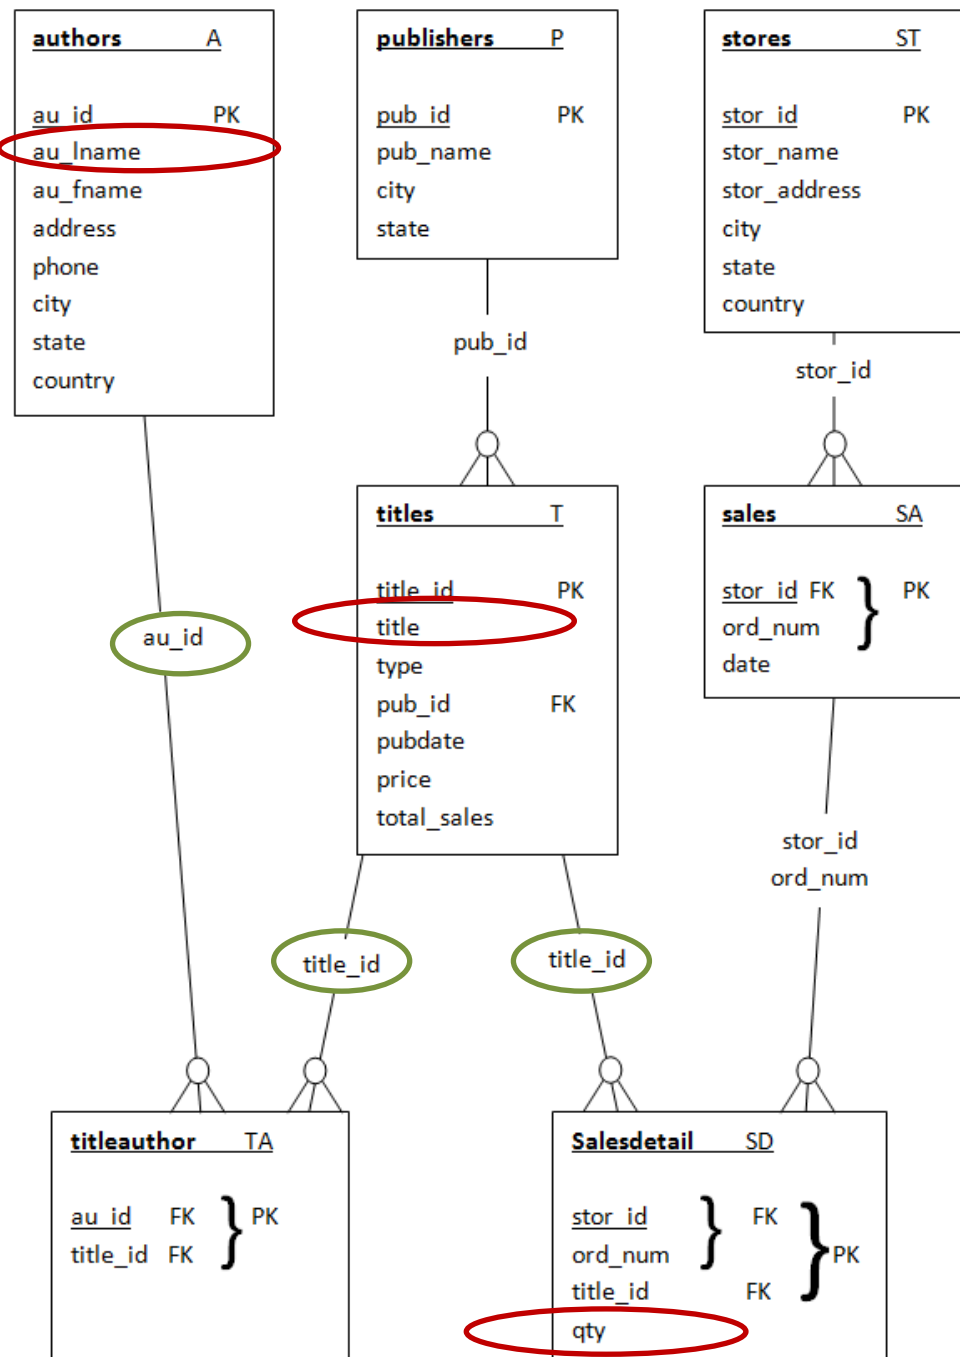 authors A
au_id PK
au_lname
au_fname
address
phone
city
state
country
publishers P
pub_id PK
pub_name
city
state
stores ST
stor_id PK
stor_name
stor_address
city
state
country
pub_id
stor_id
titles T
title_id PK
title
type
pub_id FK
pubdate
price
total_sales
sales SA
stor_id FK } PK
ord_num
date
au_id
stor_id
ord_num
title_id
title_id
titleauthor TA
au_id FK } PK
title_id FK
Salesdetail SD
stor_id } FK
ord_num } PK
title_id FK
qty